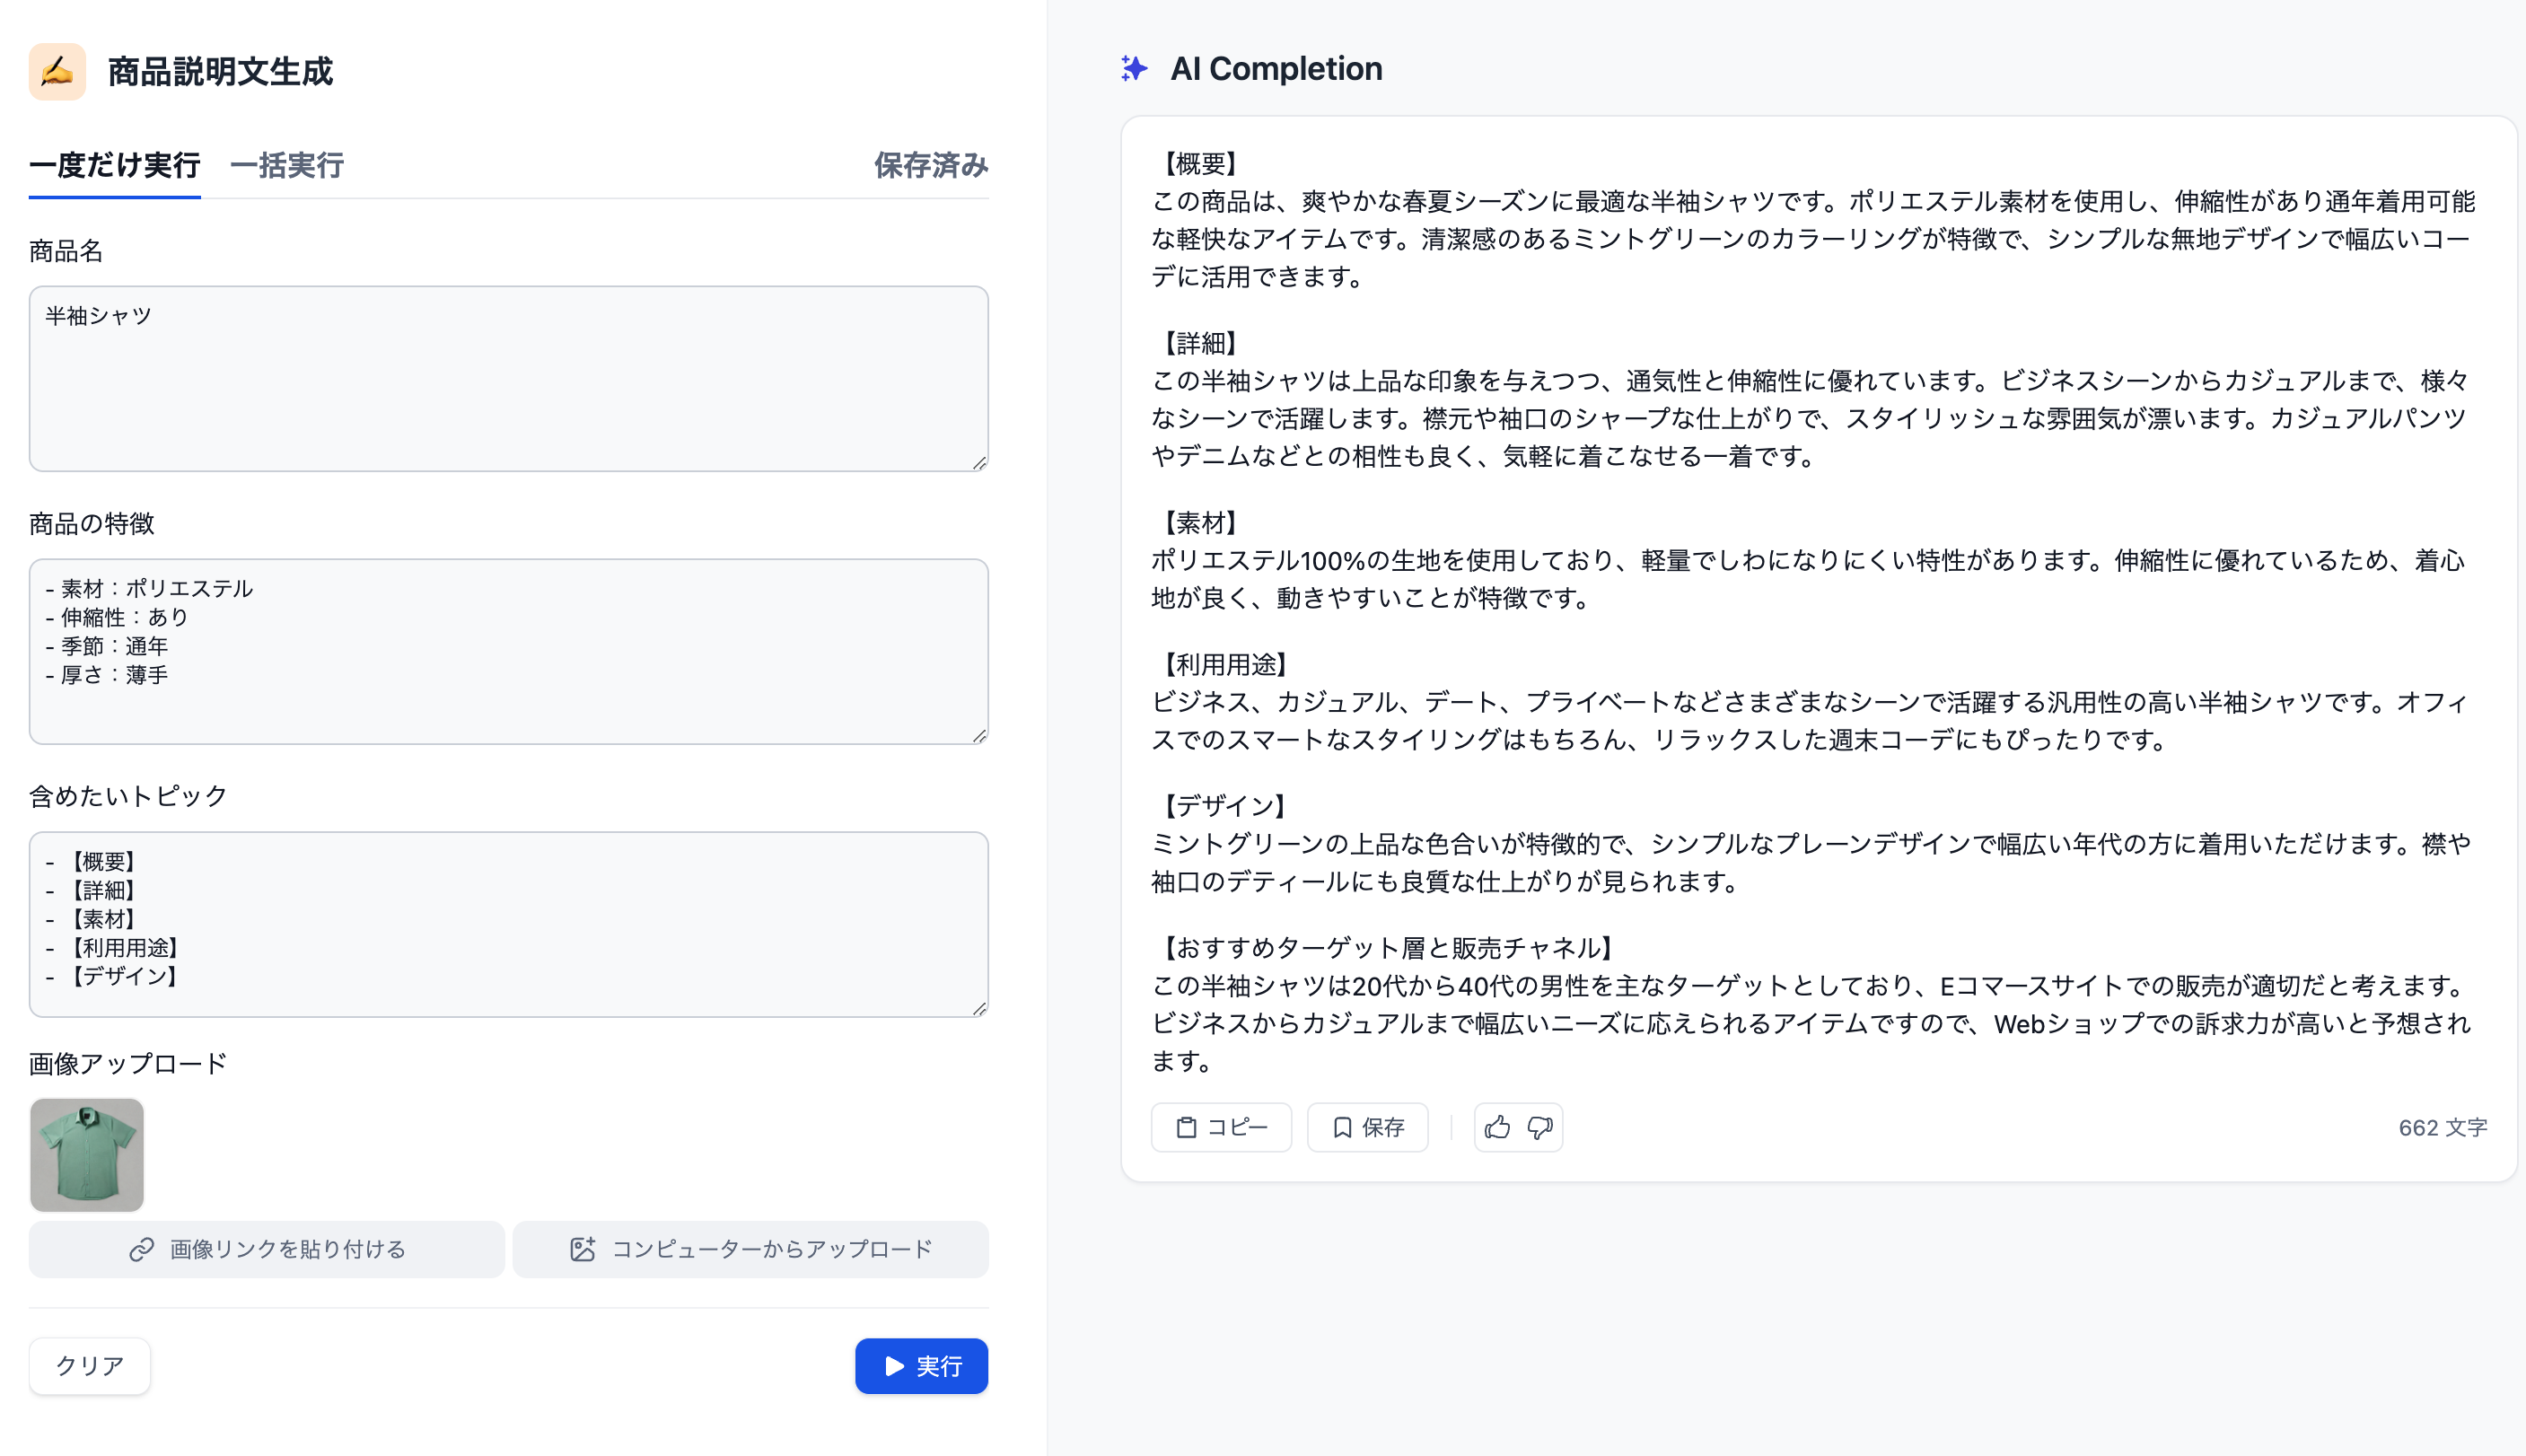 商品説明文生成
一度だけ実行 一括実行 保存済み
商品名
半袖シャツ
商品の特徴
- 素材：ポリエステル
- 伸縮性：あり
- 季節：通年
- 厚さ：薄手
含めたいトピック
- 【概要】
- 【詳細】
- 【素材】
- 【利用用途】
- 【デザイン】
画像アップロード
画像リンクを貼り付ける コンピューターからアップロード
クリア 実行
AI Completion
【概要】
この商品は、爽やかな春夏シーズンに最適な半袖シャツです。ポリエステル素材を使用し、伸縮性があり通年着用可能
な軽快なアイテムです。清潔感のあるミントグリーンのカラーリングが特徴で、シンプルな無地デザインで幅広いコー
デに活用できます。
【詳細】
この半袖シャツは上品な印象を与えつつ、通気性と伸縮性に優れています。ビジネスシーンからカジュアルまで、様々
なシーンで活躍します。襟元や袖口のシャープな仕上がりで、スタイリッシュな雰囲気が漂います。カジュアルパンツ
やデニムなどとの相性も良く、気軽に着こなせる一着です。
【素材】
ポリエステル100%の生地を使用しており、軽量でしわになりにくい特性があります。伸縮性に優れているため、着心
地が良く、動きやすいことが特徴です。
【利用用途】
ビジネス、カジュアル、デート、プライベートなどさまざまなシーンで活躍する汎用性の高い半袖シャツです。オフィ
スでのスマートなスタイリングはもちろん、リラックスした週末コーデにもぴったりです。
【デザイン】
ミントグリーンの上品な色合いが特徴的で、シンプルなプレーンデザインで幅広い年代の方に着用いただけます。襟や
袖口のデティールにも良質な仕上がりが見られます。
【おすすめターゲット層と販売チャネル】
この半袖シャツは20代から40代の男性を主なターゲットとしており、Eコマースサイトでの販売が適切だと考えます。
ビジネスからカジュアルまで幅広いニーズに応えられるアイテムですので、Webショップでの訴求力が高いと予想され
ます。
コピー 保存 662 文字